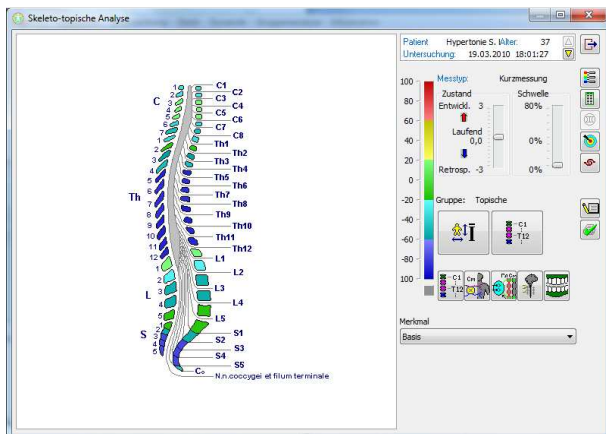 Skeleto-topische Analyse
Patient Hypertonie S. I Alter: 37
Untersuchung: 19.03.2010 18:01:27
Messtyp: Kurzmessung
Zustand Schwelle
Entwickl. 3 80%
Laufend
0,0 0%
Retrosp. -3 0%
Gruppe: Topische
C1
T12
C1
T12
Cm
Merkmal
Basis
100
80
60
40
20
0
-20
-40
-60
-80
100
C
1
2
3
4
5
6
7
Th
1
2
3
4
5
6
7
8
9
10
11
12
L
1
2
3
4
5
S
1
2
3
4
5
C1
C2
C3
C4
C5
C6
C7
C8
Th1
Th2
Th3
Th4
Th5
Th6
Th7
Th8
Th9
Th10
Th11
Th12
L1
L2
L3
L4
L5
S1
S2
S3
S4
S5
Co
N.n.coccygei et filum terminale